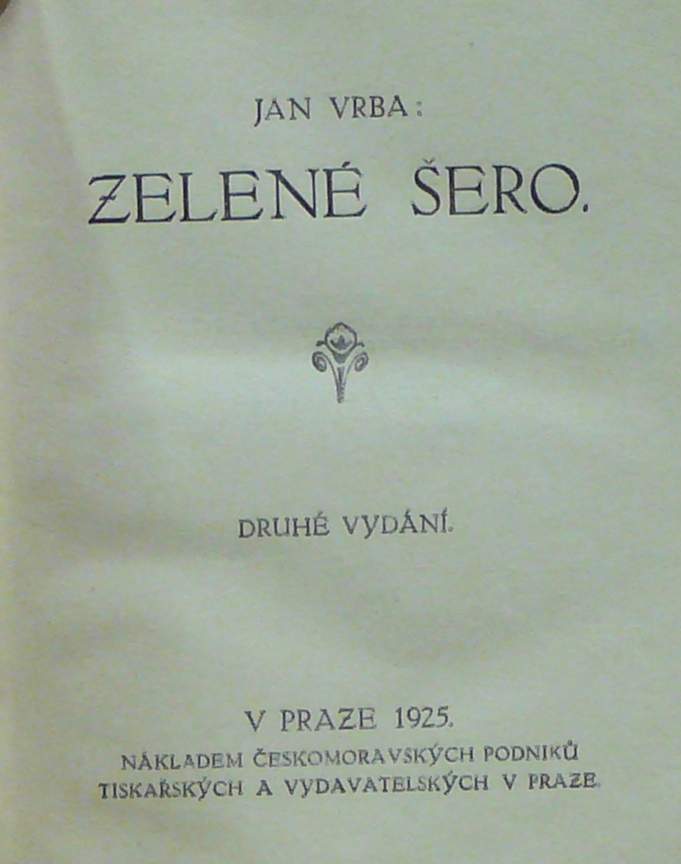 JAN VRBA:
ZELENÉ ŠERO.
DRUHÉ VYDÁNÍ.
V PRAZE 1925.
NÁKLADEM ČESKOMORAVSKÝCH PODNIKŮ
TISKAŘSKÝCH A VYDAVATELSKÝCH V PRAZE.